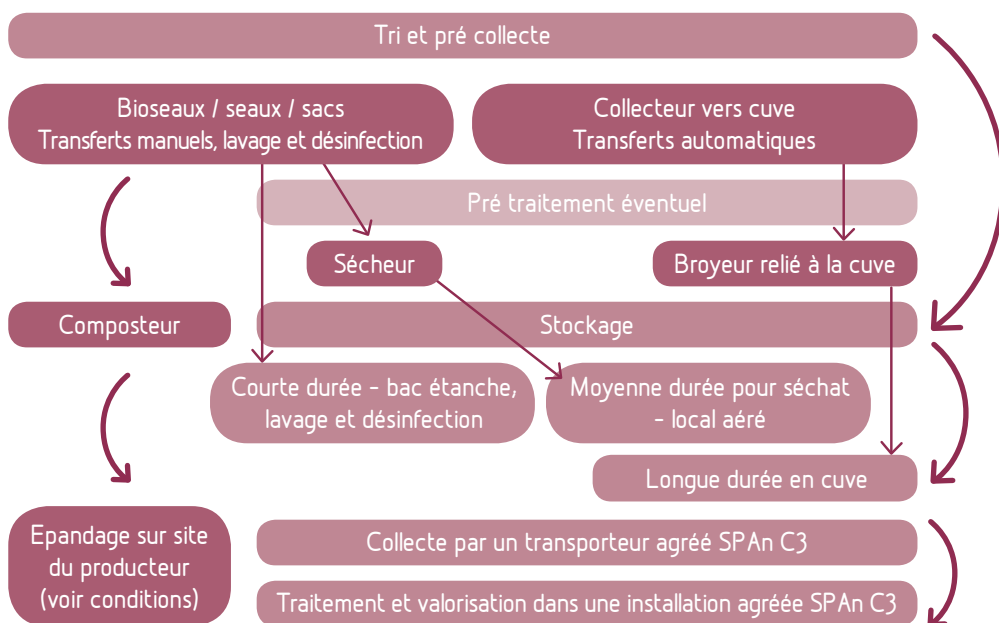 Tri et pré collecte
Bioseaux / seaux / sacs
Transferts manuels, lavage et désinfection
Collecteur vers cuve
Transferts automatiques
Pré traitement éventuel
Sécheur
Broyeur relié à la cuve
Composteur
Stockage
Courte durée - bac étanche,
lavage et désinfection
Moyenne durée pour séchat
- local aéré
Longue durée en cuve
Epandage sur site
du producteur
(voir conditions)
Collecte par un transporteur agréé SPAn C3
Traitement et valorisation dans une installation agréée SPAn C3